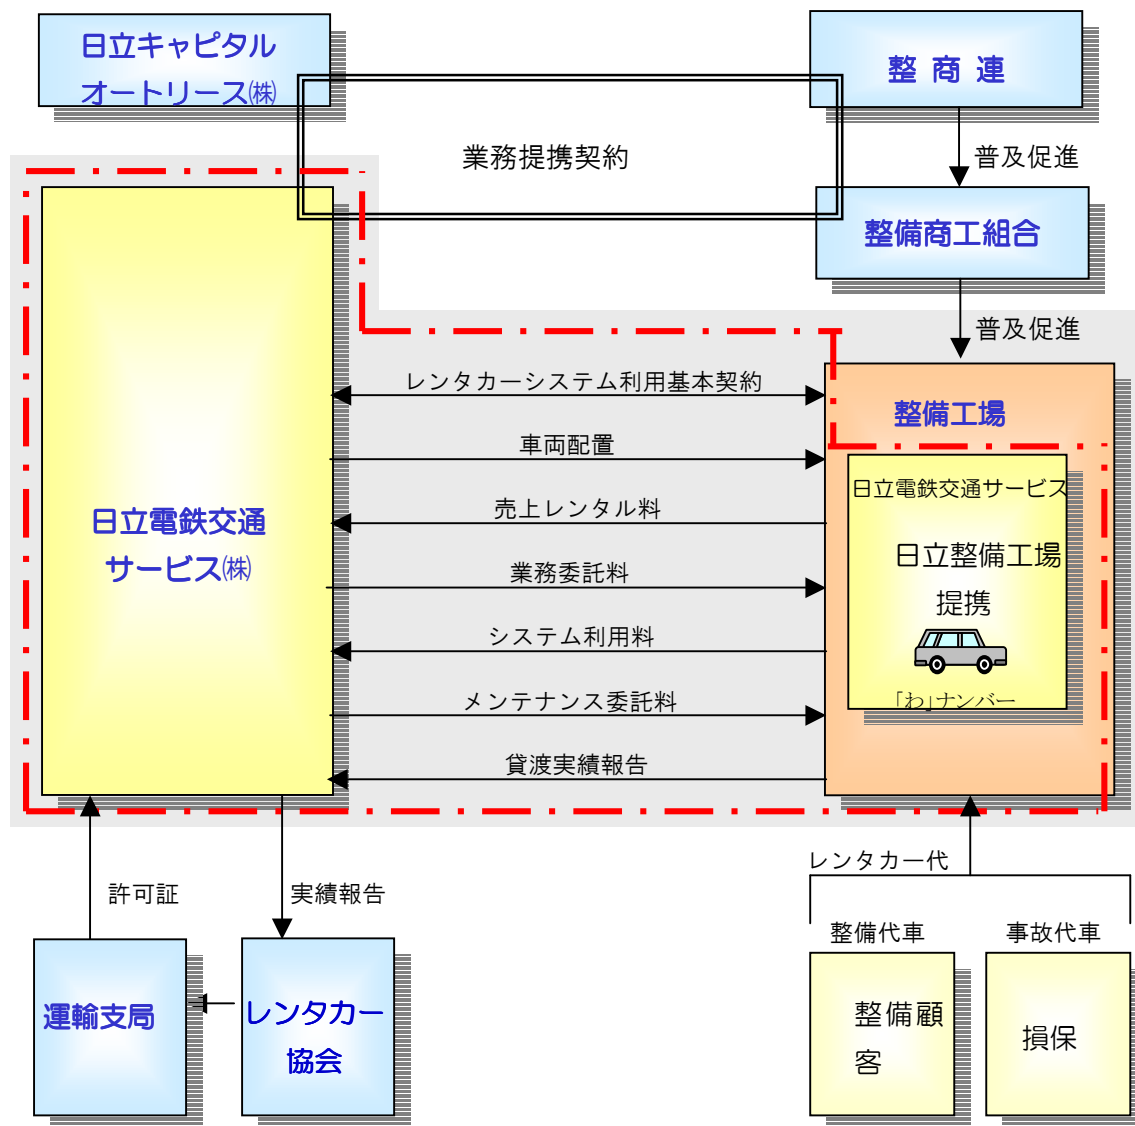 日立キャピタル
オートリース㈱
整 商 連
業務提携契約
普及促進
整備商工組合
普及促進
レンタカーシステム利用基本契約
整備工場
車両配置
日立電鉄交通サービス
売上レンタル料
日立電鉄交通
サービス㈱
日立整備工場
提携
業務委託料
システム利用料
メンテナンス委託料
「わ」ナンバー
貸渡実績報告
レンタカー代
許可証
実績報告
整備代車
事故代車
運輸支局
レンタカー
協会
整備顧
客
損保